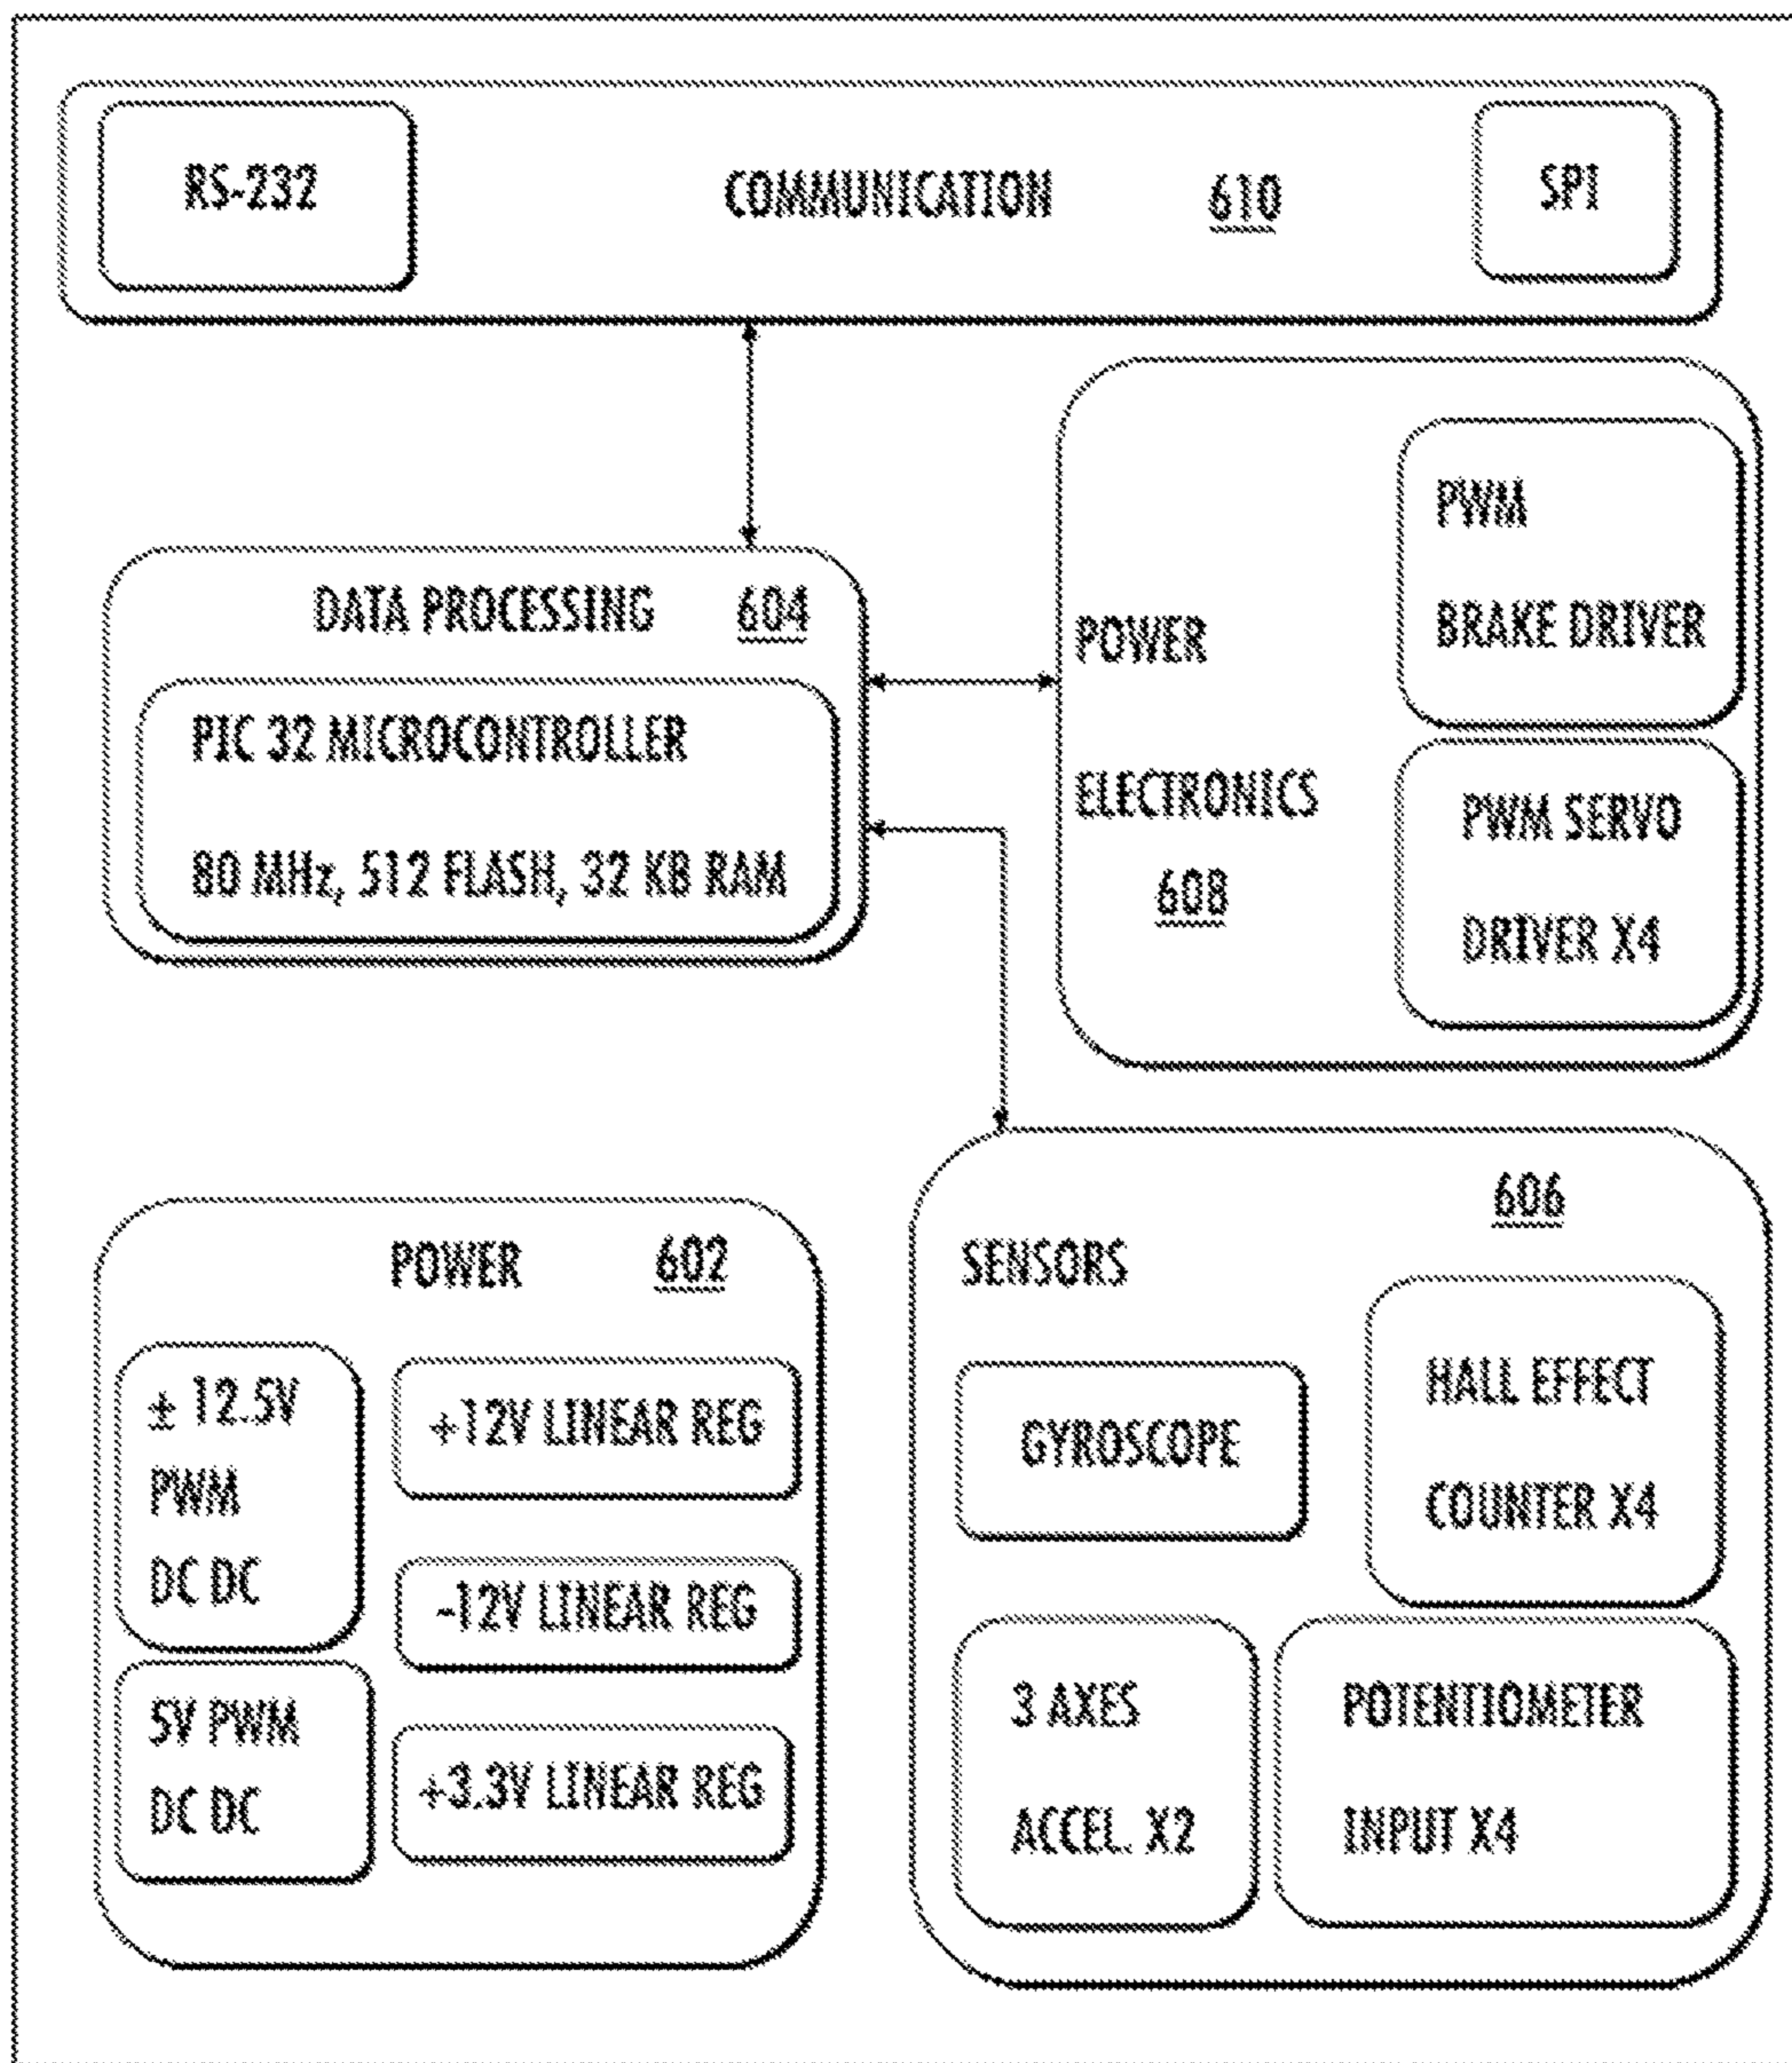 RS-232
COMMUNICATION 610
SPI
PWM
BRAKE DRIVER
DATA PROCESSING 604
POWER
PIC 32 MICROCONTROLLER
ELECTRONICS
PWM SERVO
80 MHz, 512 FLASH, 32 KB RAM
608
DRIVER X4
606
POWER 602
SENSORS
± 12.5V
PWM
DC DC
+12V LINEAR REG
-12V LINEAR REG
5V PWM
DC DC
+3.3V LINEAR REG
GYROSCOPE
HALL EFFECT
COUNTER X4
3 AXES
ACCEL. X2
POTENTIOMETER
INPUT X4